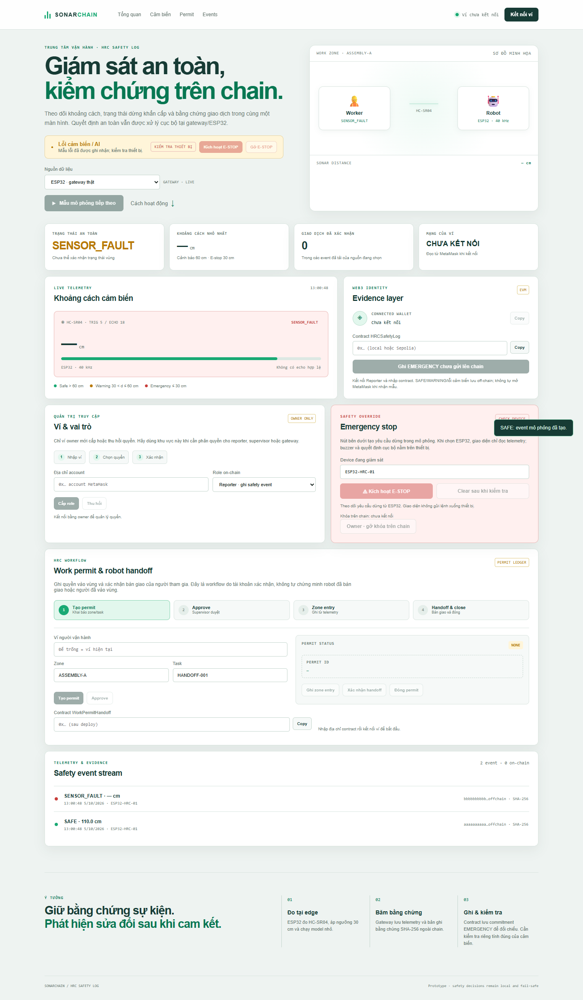 SONARCHAIN
Tổng quan
Cảm biến
Permit
Events
Ví chưa kết nối
Kết nối ví
TRUNG TÂM VẬN HÀNH · HRC SAFETY LOG
Giám sát an toàn,
kiểm chứng trên chain.
Theo dõi khoảng cách, trạng thái dừng khẩn cấp và bằng chứng giao dịch trong cùng một
màn hình. Quyết định an toàn vẫn được xử lý cục bộ tại gateway/ESP32.
Lỗi cảm biến / AI
Mẫu lỗi đã được ghi nhận; kiểm tra thiết bị.
KIỂM TRA THIẾT BỊ
Kích hoạt E-STOP
Gỡ E-STOP
Nguồn dữ liệu
ESP32 · gateway thật
GATEWAY · LIVE
▶ Mẫu mô phỏng tiếp theo
Cách hoạt động ↓
WORK ZONE · ASSEMBLY-A
SƠ ĐỒ MINH HỌA
Worker
SENSOR_FAULT
HC-SR04
Robot
ESP32 · 40 kHz
SONAR DISTANCE
— cm
TRẠNG THÁI AN TOÀN
SENSOR_FAULT
Chưa thể xác nhận trạng thái vùng
KHOẢNG CÁCH NHỎ NHẤT
— cm
Cảnh báo 60 cm · E-stop 30 cm
GIAO DỊCH ĐÃ XÁC NHẬN
0
Trong các event đã tải của nguồn đang chọn
MẠNG CỦA VÍ
CHƯA KẾT NỐI
Đọc từ MetaMask khi kết nối
LIVE TELEMETRY
13:00:48
Khoảng cách cảm biến
◉ HC-SR04 · TRIG 5 / ECHO 18
SENSOR_FAULT
— cm
ESP32 · 40 kHz
Không có echo hợp lệ
Safe > 60 cm
Warning 30 < d ≤ 60 cm
Emergency ≤ 30 cm
WEB3 IDENTITY
EVM
Evidence layer
CONNECTED WALLET
Chưa kết nối
Copy
Contract HRCSafetyLog
0x… (local hoặc Sepolia)
Copy
Ghi EMERGENCY chưa gửi lên chain
Kết nối Reporter và nhập contract. SAFE/WARNING/lỗi cảm biến lưu off-chain; không tự mở
MetaMask khi nhận mẫu.
QUẢN TRỊ TRUY CẬP
OWNER ONLY
Ví & vai trò
Chỉ ví owner mới cấp hoặc thu hồi quyền. Hãy dùng khu vực này khi cần phân quyền cho reporter, supervisor hoặc gateway.
1 Nhập ví
2 Chọn quyền
3 Xác nhận
Địa chỉ account
0x… account MetaMask
Role on-chain
Reporter · ghi safety event
Cấp role
Thu hồi
Kết nối bằng owner để quản lý quyền.
SAFETY OVERRIDE
CHECK DEVICE
Emergency stop
SAFE: event mô phỏng đã tạo.
Nút bên dưới tạo yêu cầu dừng trong mô phỏng. Khi chọn ESP32, giao diện chỉ đọc telemetry;
buzzer và quyết định cục bộ nằm trên thiết bị.
Device đang giám sát
ESP32-HRC-01
⚠ Kích hoạt E-STOP
Clear sau khi kiểm tra
Theo dõi yêu cầu dừng từ ESP32. Giao diện không gửi lệnh xuống thiết bị.
Khóa trên chain: chưa kết nối
Owner · gỡ khóa trên chain
HRC WORKFLOW
PERMIT LEDGER
Work permit & robot handoff
Ghi quyền vào vùng và xác nhận bàn giao của người tham gia. Đây là workflow do tài khoản xác nhận, không tự chứng minh robot đã bàn
giao hoặc người đã vào vùng.
1 Tạo permit
Khai báo zone/task
2 Approve
Supervisor duyệt
3 Zone entry
Ghi từ telemetry
4 Handoff & close
Bàn giao và đóng
Ví người vận hành
Để trống = ví hiện tại
Zone
ASSEMBLY-A
Task
HANDOFF-001
Tạo permit
Approve
PERMIT STATUS
NONE
PERMIT ID
—
Ghi zone entry
Xác nhận handoff
Đóng permit
Contract WorkPermitHandoff
0x… (sau deploy)
Copy
Nhập địa chỉ contract rồi kết nối ví để bắt đầu.
TELEMETRY & EVIDENCE
2 event · 0 on-chain
Safety event stream
SENSOR_FAULT · — cm
13:00:48 5/10/2026 · ESP32-HRC-01
bbbbbbbbbb…offchain · SHA-256
SAFE · 110.0 cm
13:00:48 5/10/2026 · ESP32-HRC-01
aaaaaaaaaa…offchain · SHA-256
Ý TƯỞNG
Giữ bằng chứng sự kiện.
Phát hiện sửa đổi sau khi cam kết.
01
Đo tại edge
ESP32 đo HC-SR04, áp ngưỡng 30
cm và chạy model nhỏ.
02
Băm bằng chứng
Gateway lưu telemetry và bản ghi
bằng chứng SHA-256 ngoài chain.
03
Ghi & kiểm tra
Contract lưu commitment
EMERGENCY để đối chiếu. Cần
kiểm tra riêng tính đúng của cảm
biến.
SONARCHAIN / HRC SAFETY LOG
Prototype · safety decisions remain local and fail-safe